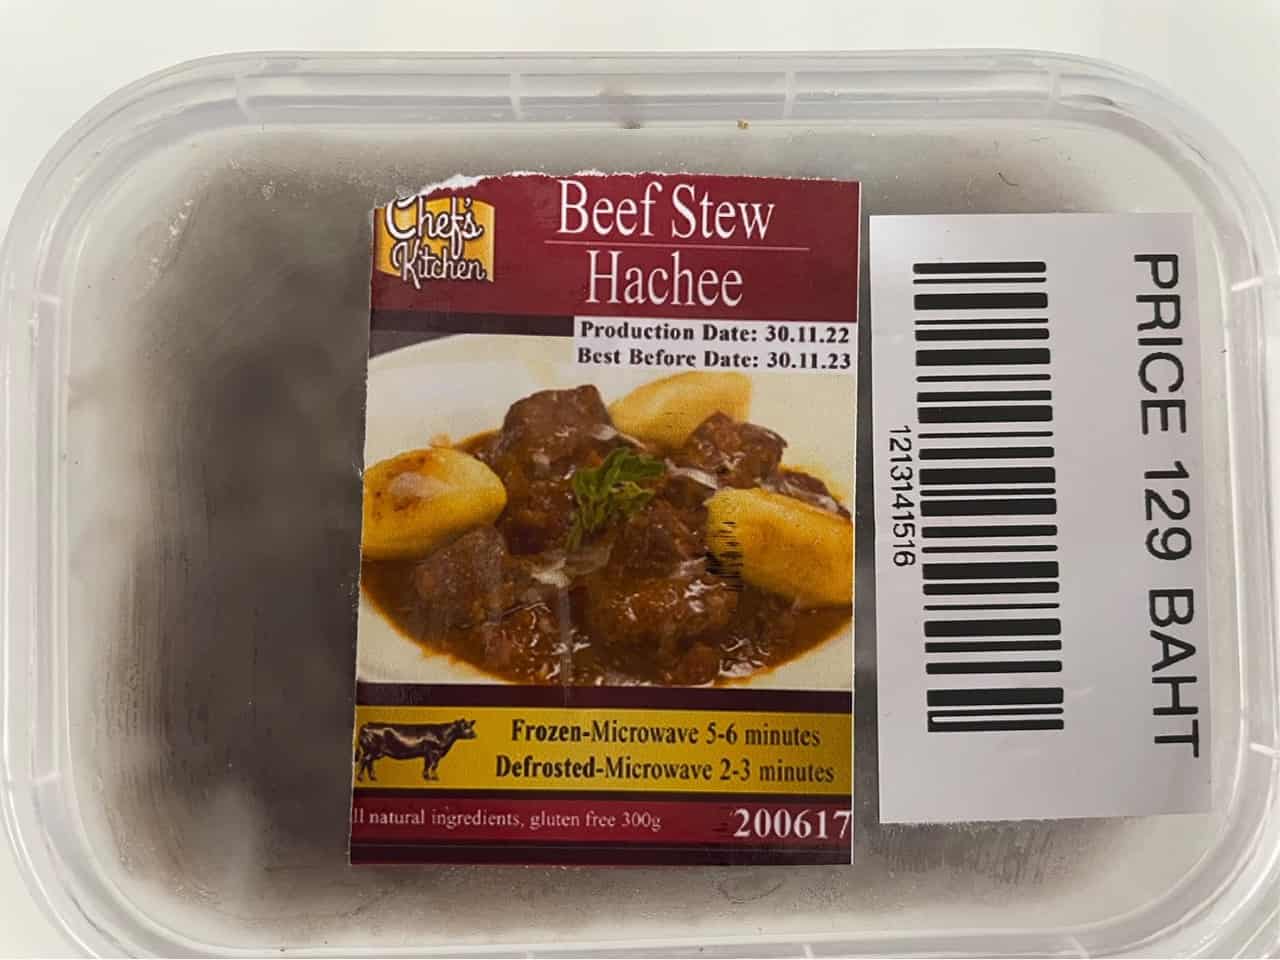 Chef's
Kitchen
Beef Stew
Hachee
Production Date: 30.11.22
Best Before Date: 30.11.23
Frozen-Microwave 5-6 minutes
Defrosted-Microwave 2-3 minutes
ll natural ingredients, gluten free 300g
200617
PRICE 129 BAHT
1213141516